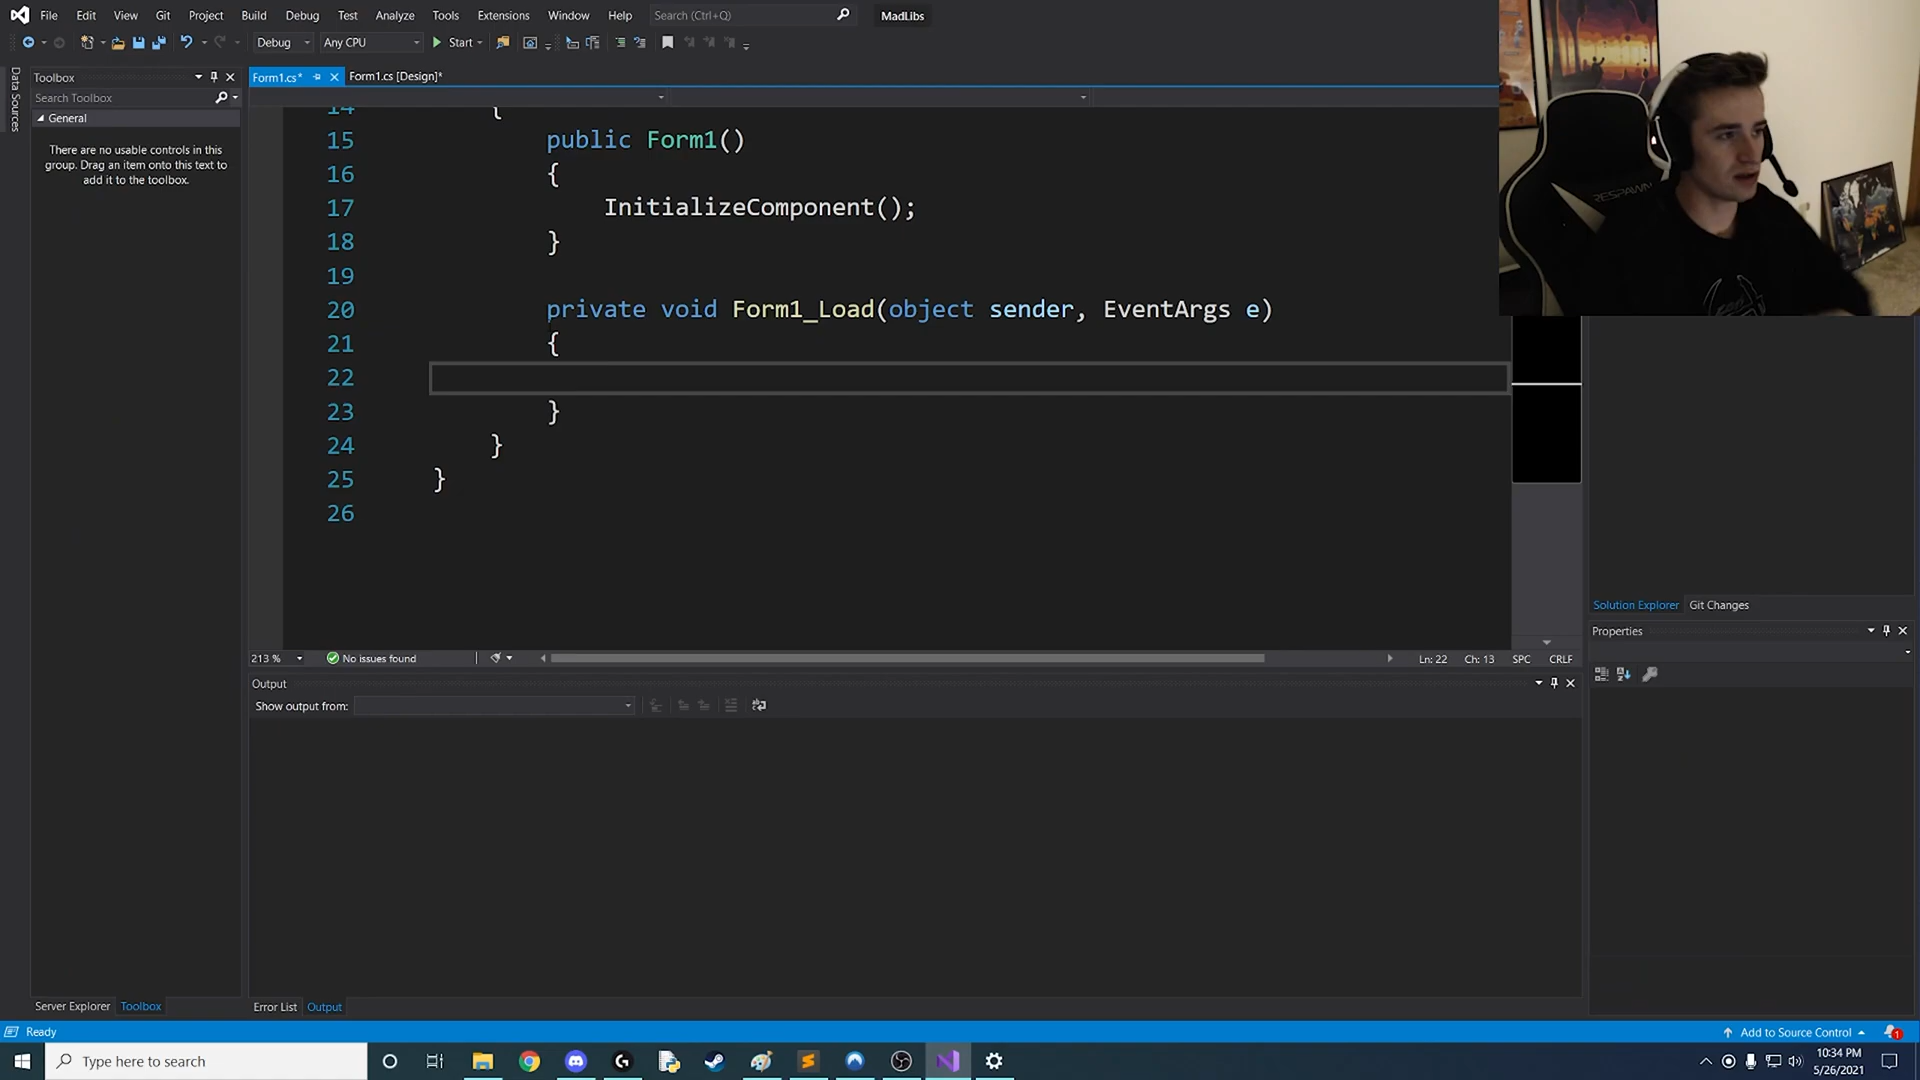 File Edit View Git Project Build Debug Test Analyze Tools Extensions Window Help Search (Ctrl+Q) MadLibs
Debug Any CPU Start
Data Sources
Toolbox
Search Toolbox
General
There are no usable controls in this
group. Drag an item onto this text to
add it to the toolbox.
Server Explorer Toolbox
Form1.cs* Form1.cs [Design]*
14 {
15 public Form1()
16 {
17 InitializeComponent();
18 }
19
20 private void Form1_Load(object sender, EventArgs e)
21 {
22
23 }
24 }
25 }
26
213 % No issues found Ln: 22 Ch: 13 SPC CRLF
Output
Show output from:
Error List Output
RESPAWN
Solution Explorer Git Changes
Properties
Ready Add to Source Control 1
Type here to search
10:34 PM
5/26/2021